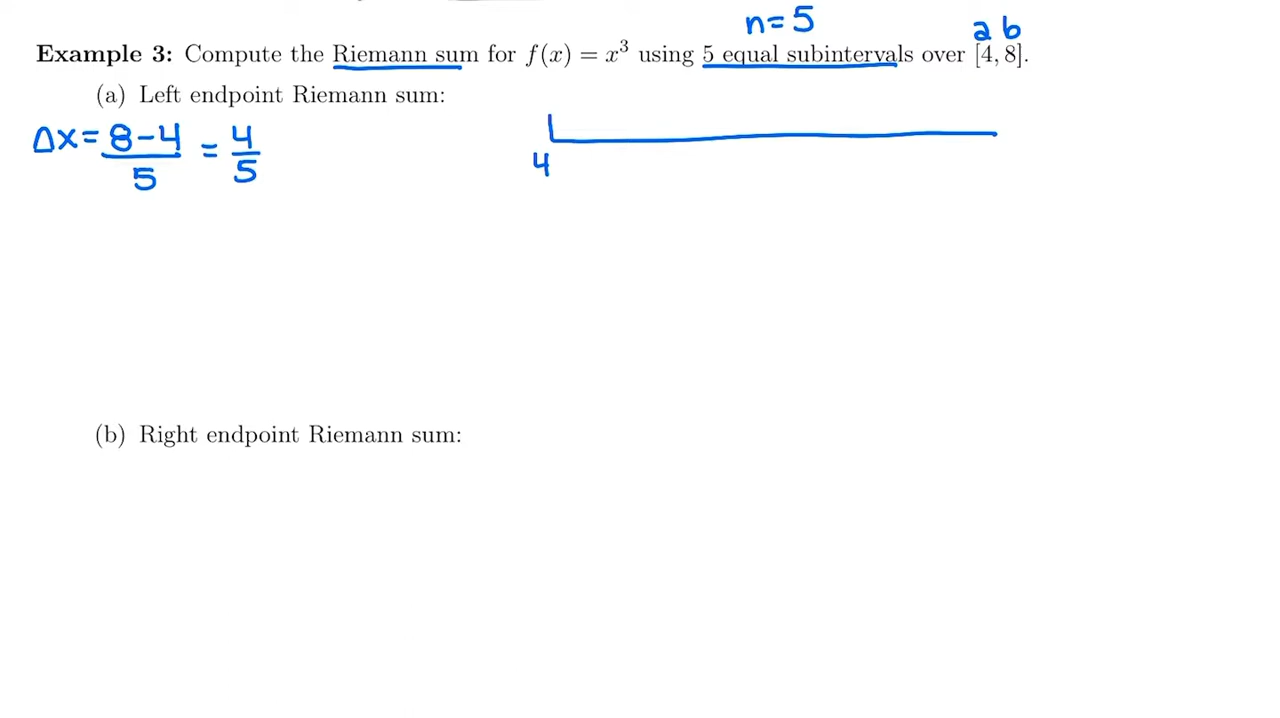 n=5
a b
Example 3: Compute the Riemann sum for f(x) = x³ using 5 equal subintervals over [4, 8].
(a) Left endpoint Riemann sum:
Δx = 8-4/5 = 4/5
4
(b) Right endpoint Riemann sum: